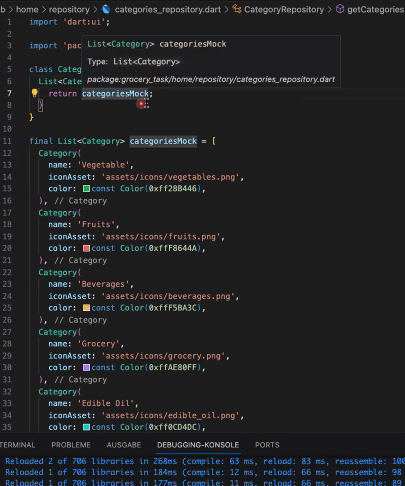 b > home > repository > categories_repository.dart > CategoryRepository > getCategories
1 import 'dart:ui';
2
3 import 'pac
List<Category> categoriesMock
Type: List<Category>
package:grocery_task/home/repository/categories_repository.dart
4
5 class Categ
6 List<Cate
7 return categoriesMock;
8 }
9 }
10
11 final List<Category> categoriesMock = [
12 Category(
13 name: 'Vegetable',
14 iconAsset: 'assets/icons/vegetables.png',
15 color: const Color(0xff28B446),
16 ), // Category
17 Category(
18 name: 'Fruits',
19 iconAsset: 'assets/icons/fruits.png',
20 color: const Color(0xffF8644A),
21 ), // Category
22 Category(
23 name: 'Beverages',
24 iconAsset: 'assets/icons/beverages.png',
25 color: const Color(0xffF5BA3C),
26 ), // Category
27 Category(
28 name: 'Grocery',
29 iconAsset: 'assets/icons/grocery.png',
30 color: const Color(0xffAE80FF),
31 ), // Category
32 Category(
33 name: 'Edible Oil',
34 iconAsset: 'assets/icons/edible_oil.png',
35 color: const Color(0xff0CD4DC),
TERMINAL PROBLEME AUSGABE DEBUGGING-KONSOLE PORTS
Reloaded 2 of 706 libraries in 268ms (compile: 63 ms, reload: 83 ms, reassemble: 100
Reloaded 1 of 706 libraries in 184ms (compile: 12 ms, reload: 66 ms, reassemble: 98
Reloaded 1 of 706 libraries in 177ms (compile: 11 ms, reload: 66 ms, reassemble: 89